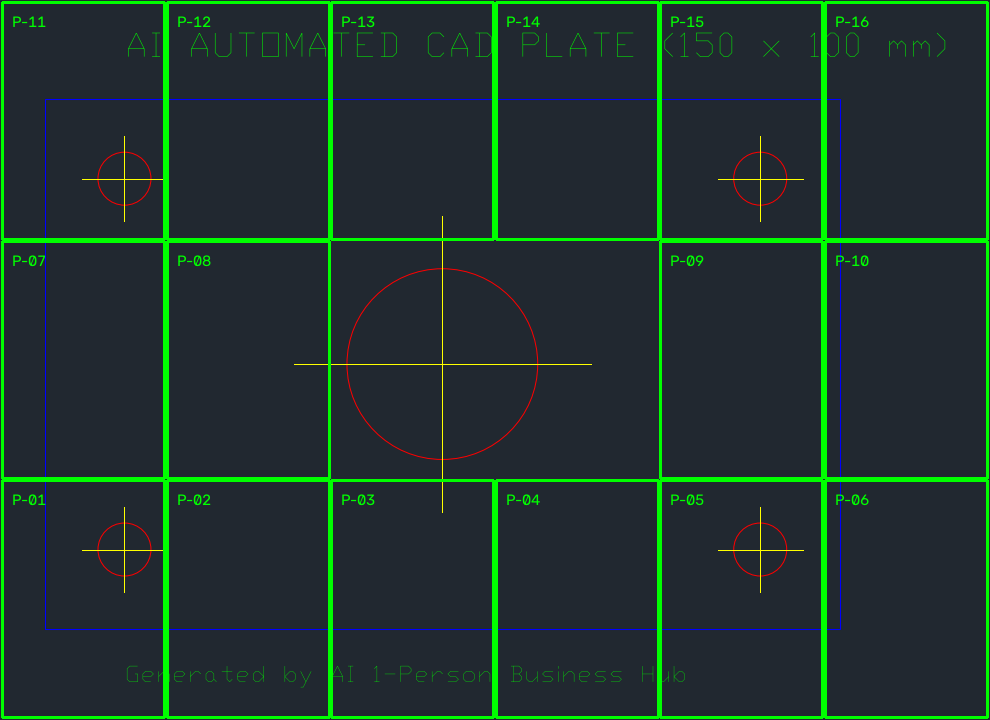 P-11 P-12 P-13 P-14 P-15 P-16
AI AUTOMATED CAD PLATE (150 x 100 mm)
P-07 P-08 P-09 P-10
P-01 P-02 P-03 P-04 P-05 P-06
Generated by AI 1-Person Business Hub